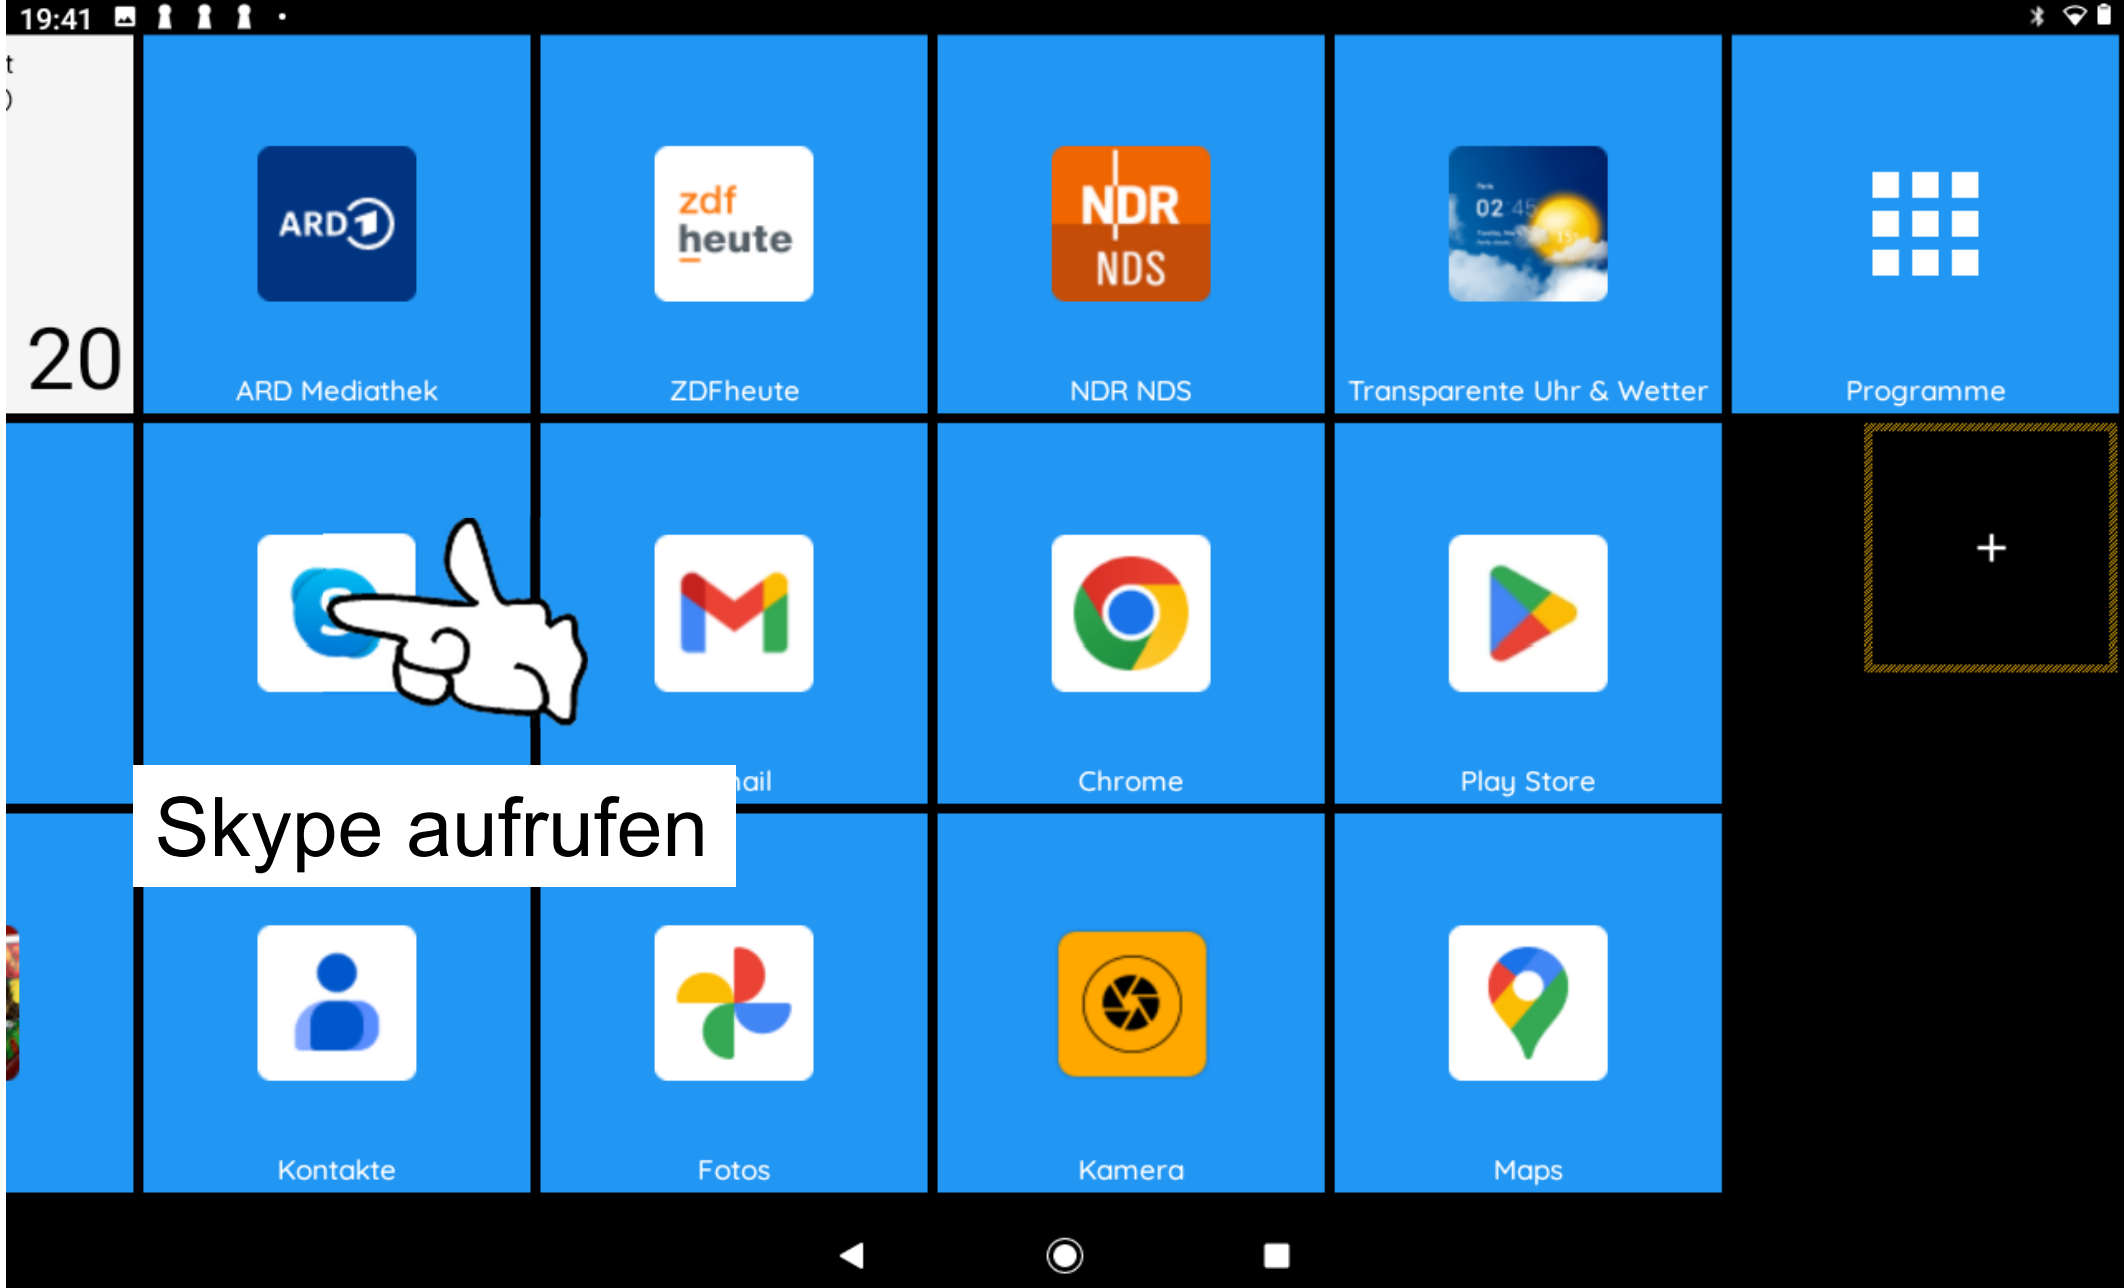 19:41
t
)
20
ARD
ARD Mediathek
zdf
heute
ZDFheute
NDR
NDS
NDR NDS
02:45
Transparente Uhr & Wetter
Programme
S
ail
Chrome
Play Store
+
Skype aufrufen
Kontakte
Fotos
Kamera
Maps